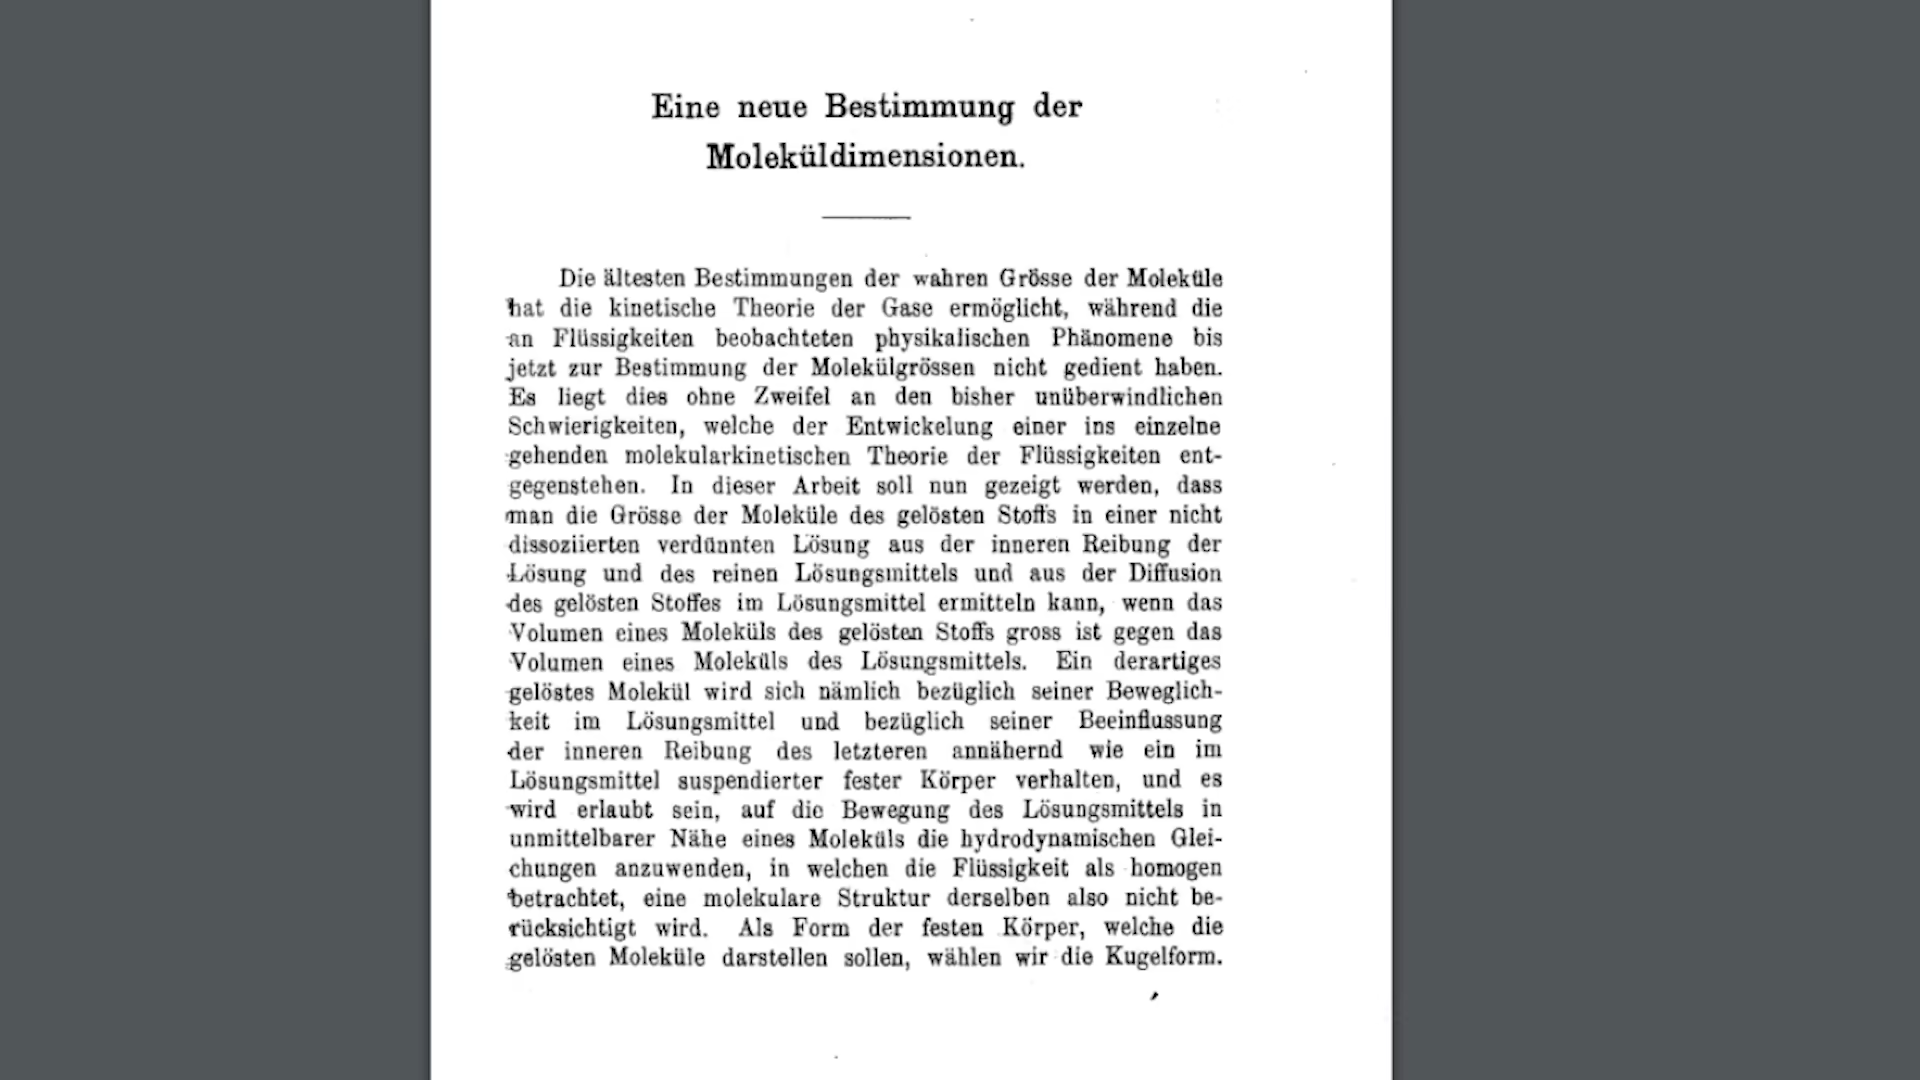 Eine neue Bestimmung der
Moleküldimensionen.
Die ältesten Bestimmungen der wahren Grösse der Moleküle
hat die kinetische Theorie der Gase ermöglicht, während die
an Flüssigkeiten beobachteten physikalischen Phänomene bis
jetzt zur Bestimmung der Molekülgrössen nicht gedient haben.
Es liegt dies ohne Zweifel an den bisher unüberwindlichen
Schwierigkeiten, welche der Entwickelung einer ins einzelne
gehenden molekularkinetischen Theorie der Flüssigkeiten ent-
gegenstehen. In dieser Arbeit soll nun gezeigt werden, dass
man die Grösse der Moleküle des gelösten Stoffs in einer nicht
dissoziierten verdünnten Lösung aus der inneren Reibung der
Lösung und des reinen Lösungsmittels und aus der Diffusion
des gelösten Stoffes im Lösungsmittel ermitteln kann, wenn das
Volumen eines Moleküls des gelösten Stoffs gross ist gegen das
Volumen eines Moleküls des Lösungsmittels. Ein derartiges
gelöstes Molekül wird sich nämlich bezüglich seiner Beweglich-
keit im Lösungsmittel und bezüglich seiner Beeinflussung
der inneren Reibung des letzteren annähernd wie ein im
Lösungsmittel suspendierter fester Körper verhalten, und es
wird erlaubt sein, auf die Bewegung des Lösungsmittels in
unmittelbarer Nähe eines Moleküls die hydrodynamischen Glei-
chungen anzuwenden, in welchen die Flüssigkeit als homogen
betrachtet, eine molekulare Struktur derselben also nicht be-
rücksichtigt wird. Als Form der festen Körper, welche die
gelösten Moleküle darstellen sollen, wählen wir die Kugelform.